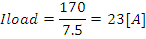 Iload = 170 / 7.5 = 23[A]